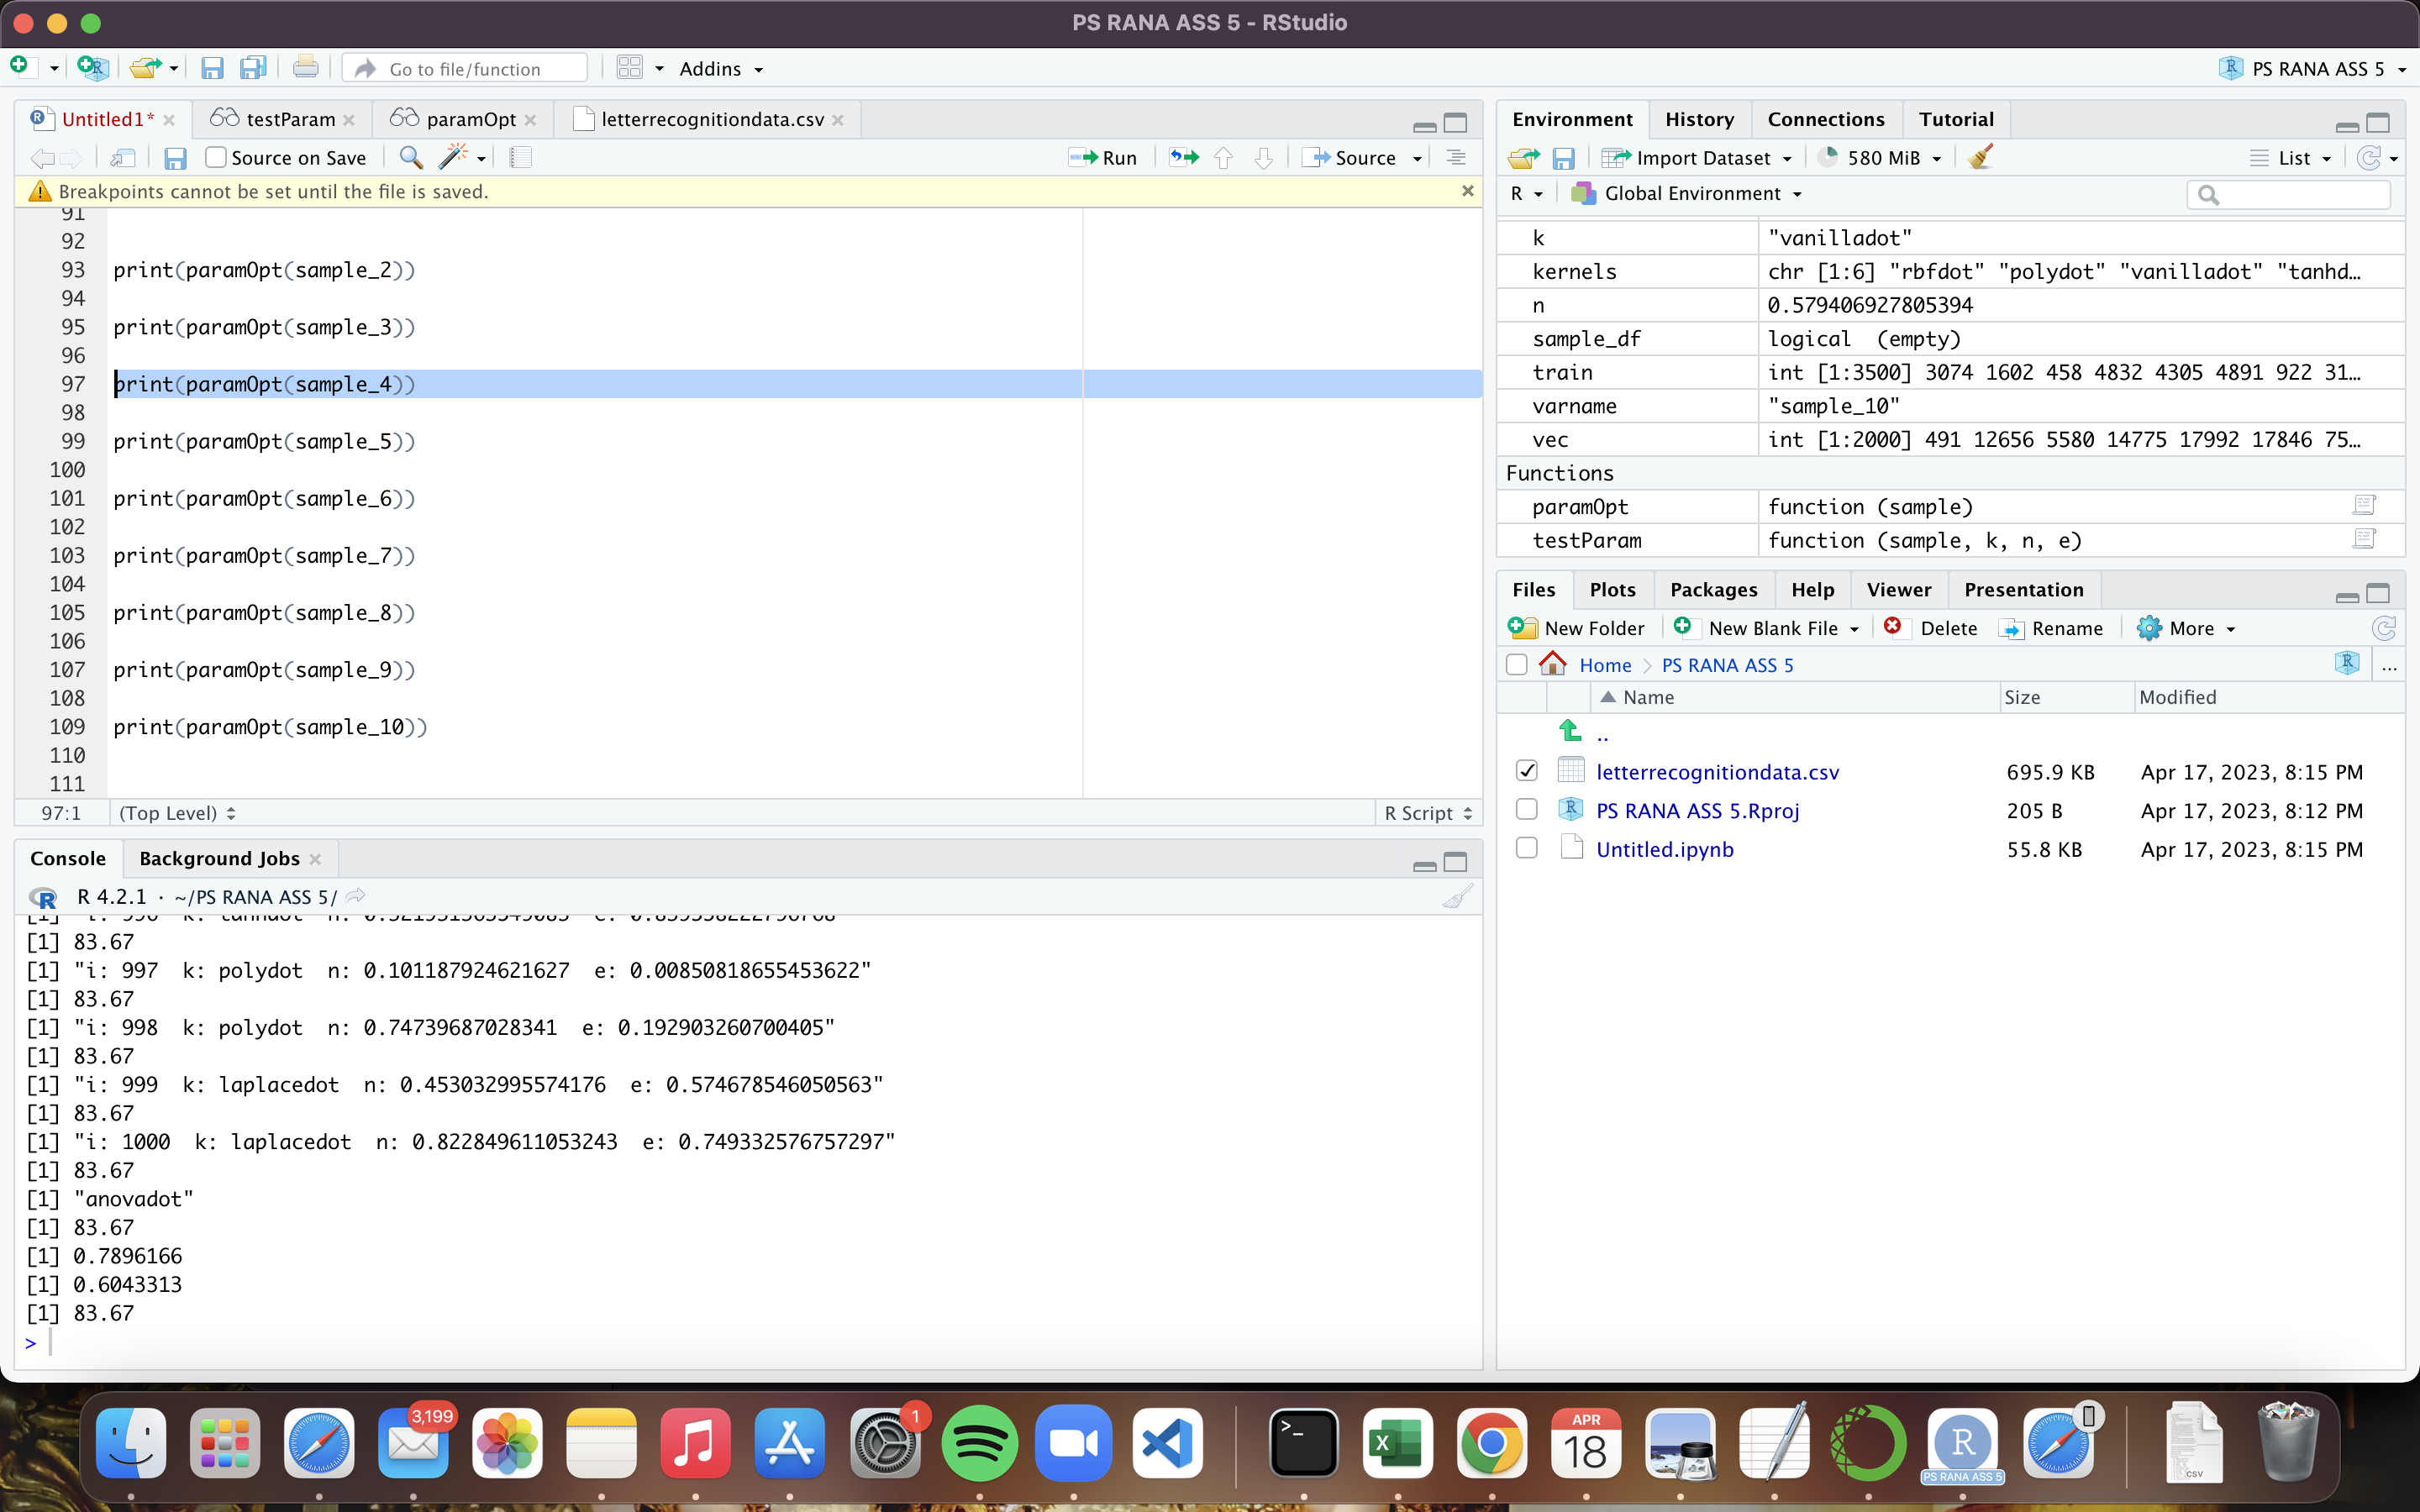 PS RANA ASS 5 - RStudio
Go to file/function
Addins
PS RANA ASS 5
Untitled1*
testParam
paramOpt
letterrecognitiondata.csv
Source on Save
Run
Source
Breakpoints cannot be set until the file is saved.
91
92
93 print(paramOpt(sample_2))
94
95 print(paramOpt(sample_3))
96
97 print(paramOpt(sample_4))
98
99 print(paramOpt(sample_5))
100
101 print(paramOpt(sample_6))
102
103 print(paramOpt(sample_7))
104
105 print(paramOpt(sample_8))
106
107 print(paramOpt(sample_9))
108
109 print(paramOpt(sample_10))
110
111
97:1 (Top Level) R Script
Console Background Jobs
R 4.2.1 · ~/PS RANA ASS 5/
[1] 83.67
[1] "i: 997  k: polydot  n: 0.101187924621627  e: 0.00850818655453622"
[1] 83.67
[1] "i: 998  k: polydot  n: 0.74739687028341  e: 0.192903260700405"
[1] 83.67
[1] "i: 999  k: laplacedot  n: 0.453032995574176  e: 0.574678546050563"
[1] 83.67
[1] "i: 1000  k: laplacedot  n: 0.822849611053243  e: 0.749332576757297"
[1] 83.67
[1] "anovadot"
[1] 83.67
[1] 0.7896166
[1] 0.6043313
[1] 83.67
>
Environment History Connections Tutorial
Import Dataset 580 MiB List
R Global Environment
k "vanilladot"
kernels chr [1:6] "rbfdot" "polydot" "vanilladot" "tanhd…
n 0.579406927805394
sample_df logical (empty)
train int [1:3500] 3074 1602 458 4832 4305 4891 922 31…
varname "sample_10"
vec int [1:2000] 491 12656 5580 14775 17992 17846 75…
Functions
paramOpt function (sample)
testParam function (sample, k, n, e)
Files Plots Packages Help Viewer Presentation
New Folder New Blank File Delete Rename More
Home PS RANA ASS 5 ...
Name Size Modified
..
letterrecognitiondata.csv 695.9 KB Apr 17, 2023, 8:15 PM
PS RANA ASS 5.Rproj 205 B Apr 17, 2023, 8:12 PM
Untitled.ipynb 55.8 KB Apr 17, 2023, 8:15 PM
3,199
1
>_
X
APR
18
R
PS RANA ASS 5
CSV